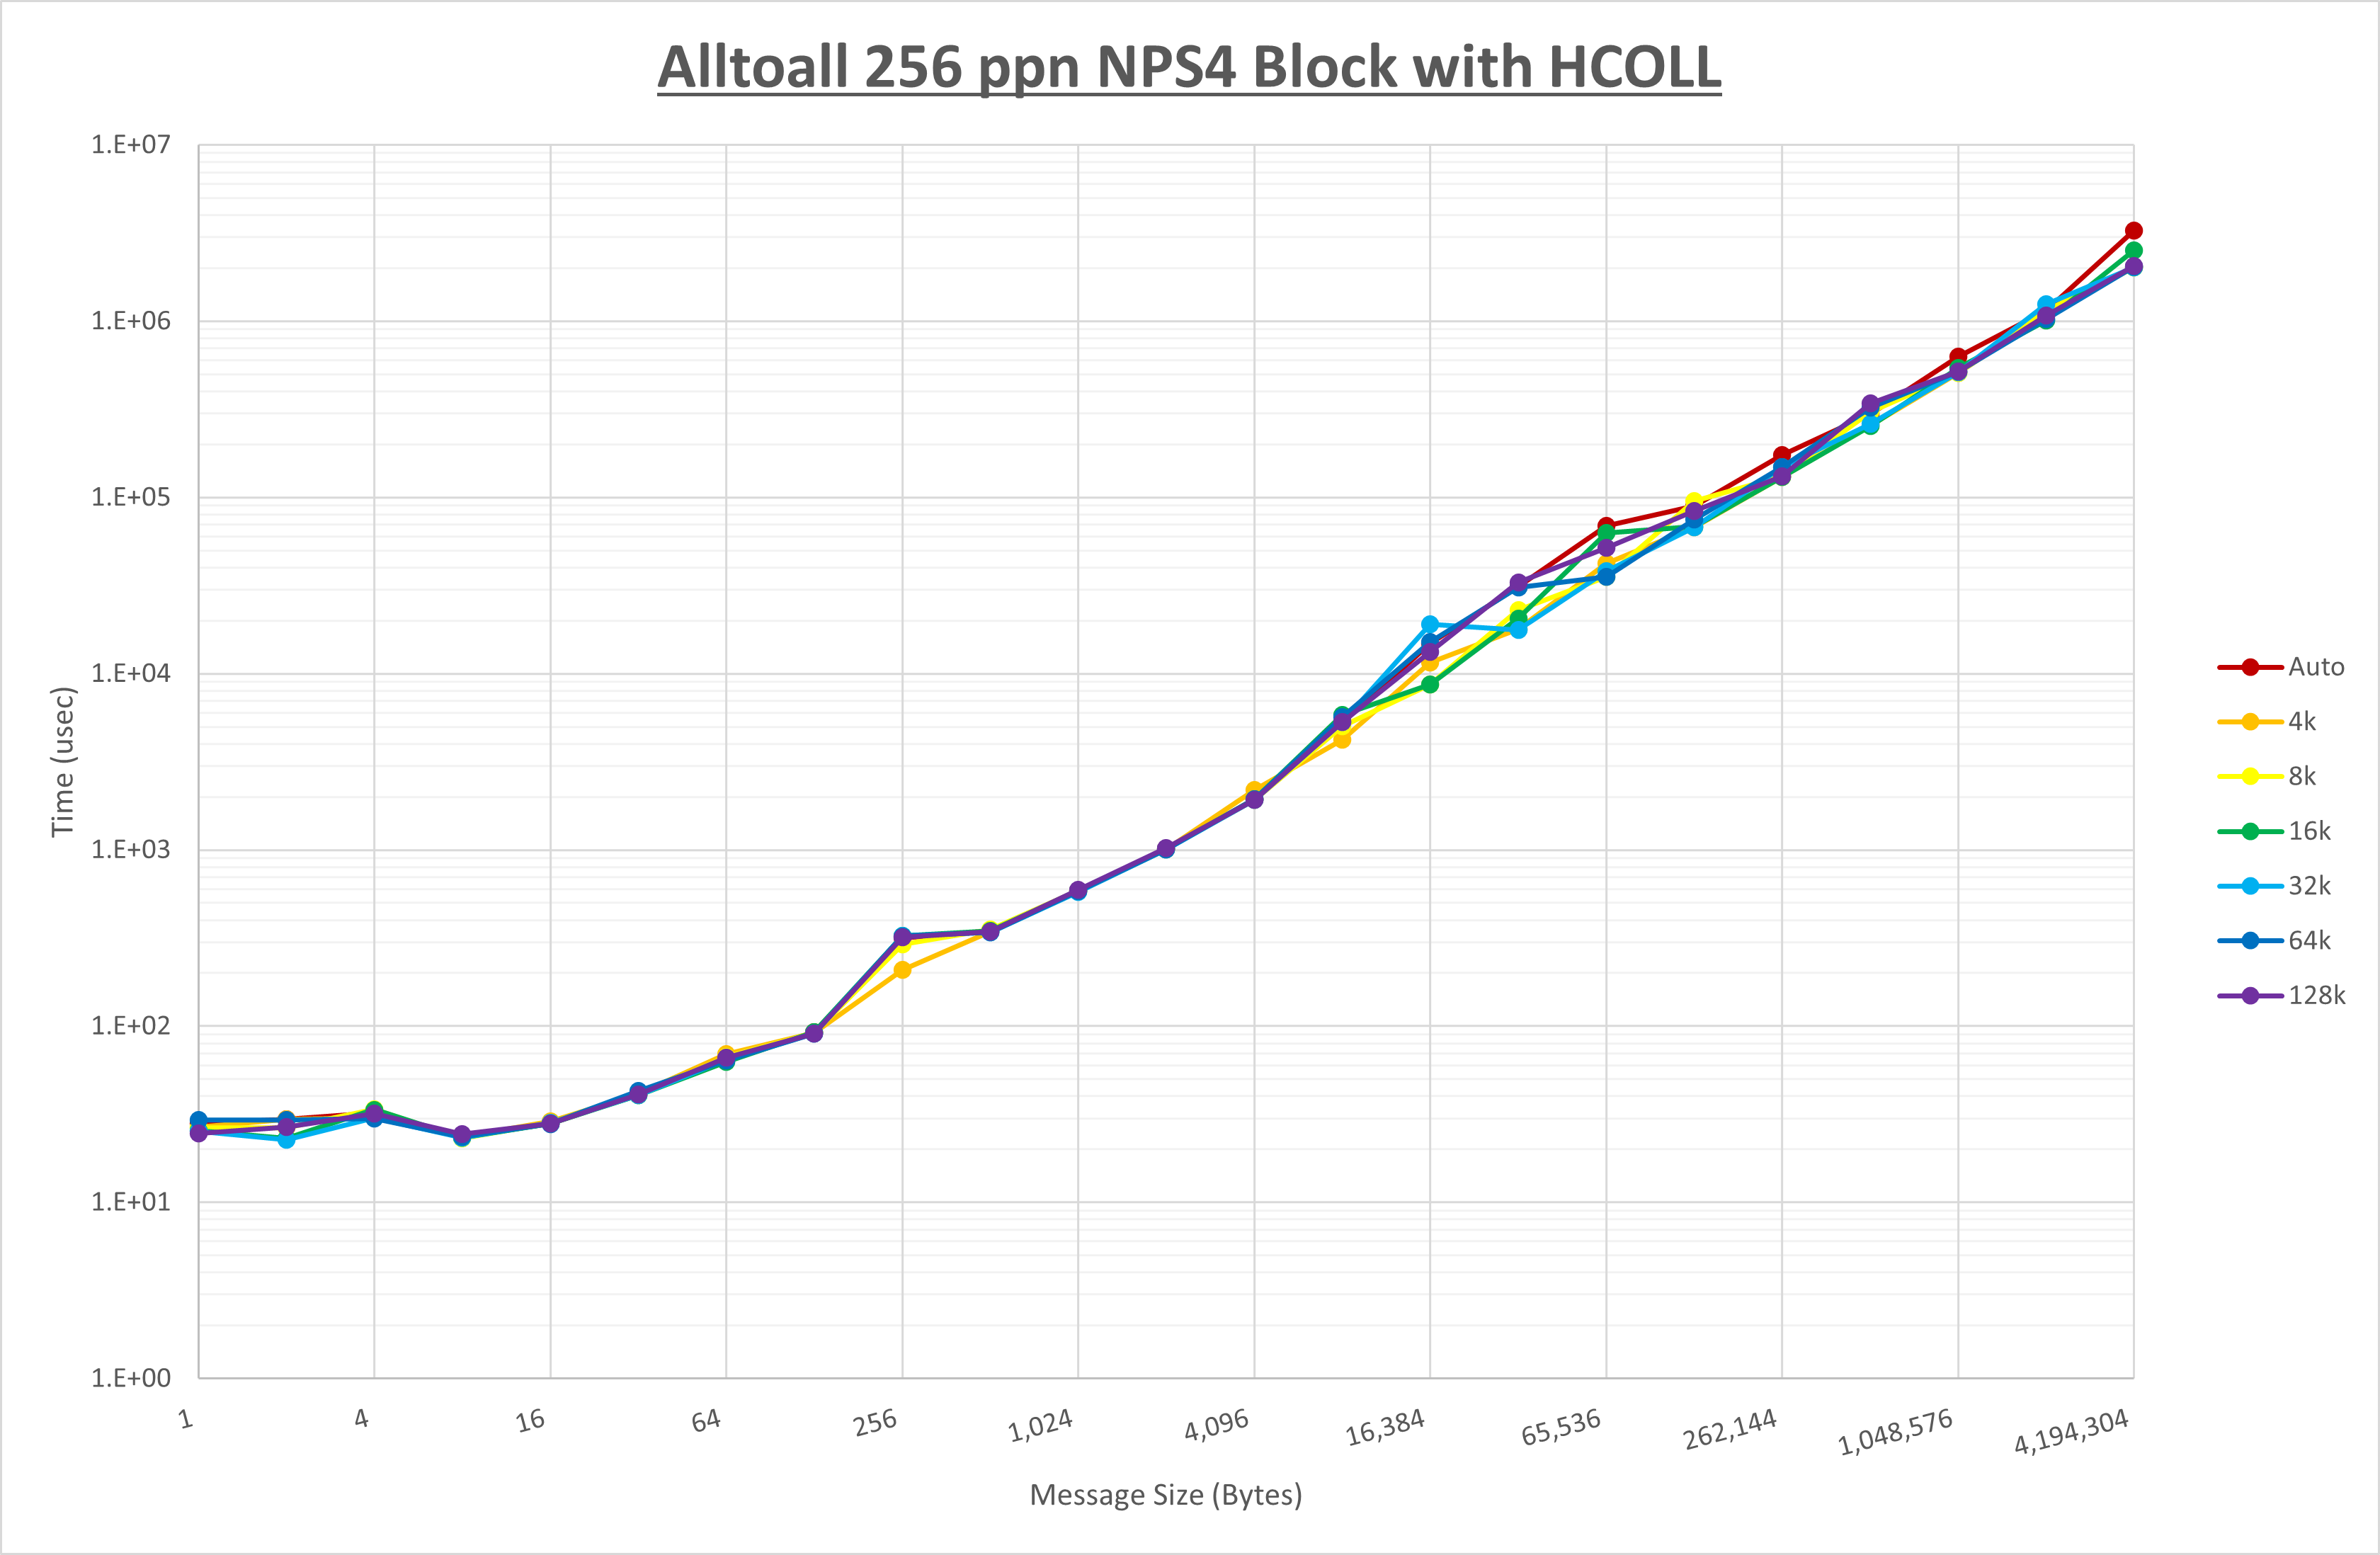 Alltoall 256 ppn NPS4 Block with HCOLL
1.E+07
1.E+06
1.E+05
1.E+04
1.E+03
1.E+02
1.E+01
1.E+00
Time (usec)
1 4 16 64 256 1,024 4,096 16,384 65,536 262,144 1,048,576 4,194,304
Message Size (Bytes)
Auto
4k
8k
16k
32k
64k
128k